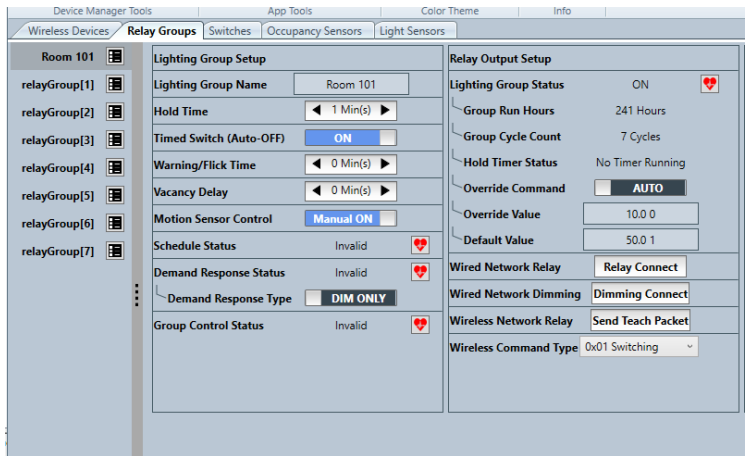 Device Manager Tools App Tools Color Theme Info
Wireless Devices Relay Groups Switches Occupancy Sensors Light Sensors
Room 101
relayGroup[1]
relayGroup[2]
relayGroup[3]
relayGroup[4]
relayGroup[5]
relayGroup[6]
relayGroup[7]
Lighting Group Setup
Lighting Group Name Room 101
Hold Time 1 Min(s)
Timed Switch (Auto-OFF) ON
Warning/Flick Time 0 Min(s)
Vacancy Delay 0 Min(s)
Motion Sensor Control Manual ON
Schedule Status Invalid
Demand Response Status Invalid
Demand Response Type DIM ONLY
Group Control Status Invalid
Relay Output Setup
Lighting Group Status ON
Group Run Hours 241 Hours
Group Cycle Count 7 Cycles
Hold Timer Status No Timer Running
Override Command AUTO
Override Value 10.0 0
Default Value 50.0 1
Wired Network Relay Relay Connect
Wired Network Dimming Dimming Connect
Wireless Network Relay Send Teach Packet
Wireless Command Type 0x01 Switching